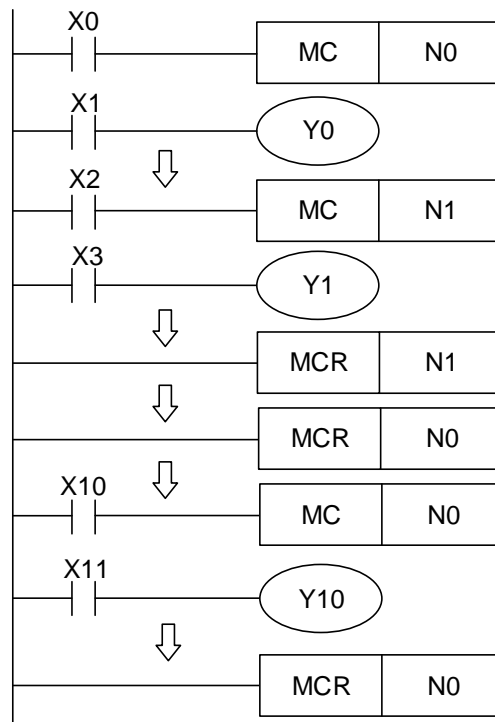 X0
MC N0
X1
Y0
X2
MC N1
X3
Y1
MCR N1
MCR N0
X10
MC N0
X11
Y10
MCR N0